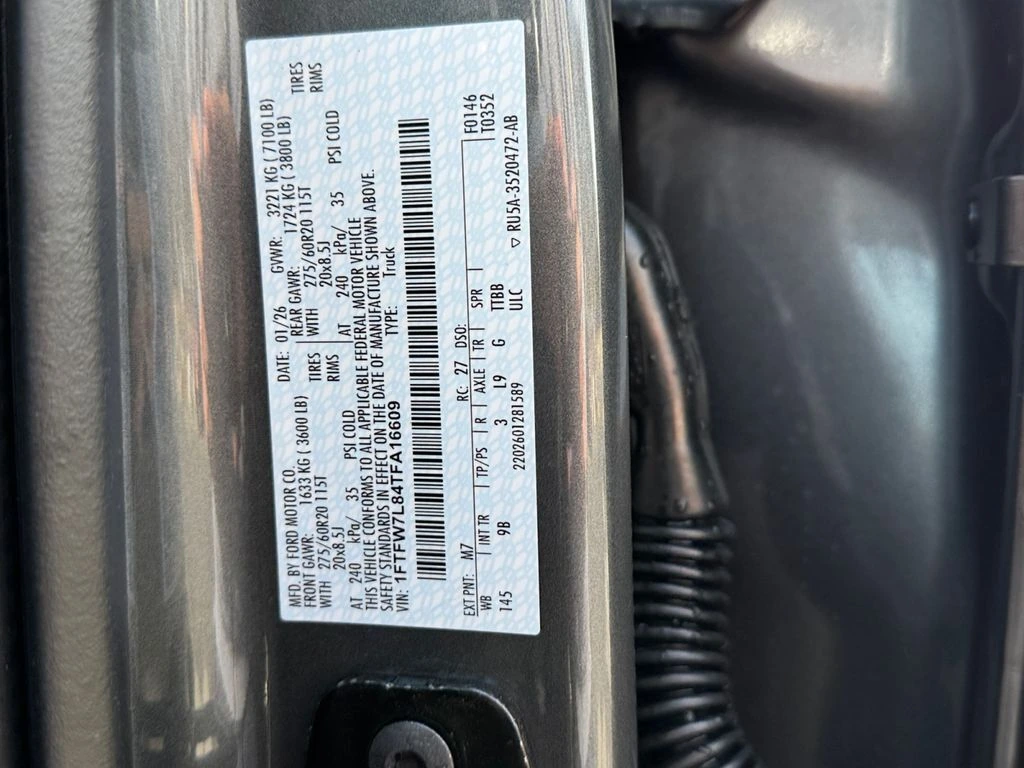 MFD. BY FORD MOTOR CO. DATE: 01/26 GVWR: 3221 KG ( 7100 LB)
FRONT GAWR: 1633 KG ( 3600 LB) REAR GAWR: 1724 KG ( 3800 LB)
WITH 275/60R20 115T TIRES WITH 275/60R20 115T TIRES
20x8.5J RIMS 20x8.5J RIMS
AT 240 kPa/ 35 PSI COLD AT 240 kPa/ 35 PSI COLD
THIS VEHICLE CONFORMS TO ALL APPLICABLE FEDERAL MOTOR VEHICLE
SAFETY STANDARDS IN EFFECT ON THE DATE OF MANUFACTURE SHOWN ABOVE.
VIN: 1FTFW7L84TFA16609 TYPE: Truck
EXT PNT: M7 RC: 27 DSO: F0146
WB INT TR TP/PS R AXLE TR SPR T0352
145 9B 3 L9 G TTBB
ULC ▽ RU5A-3520472-AB
220260128​1589